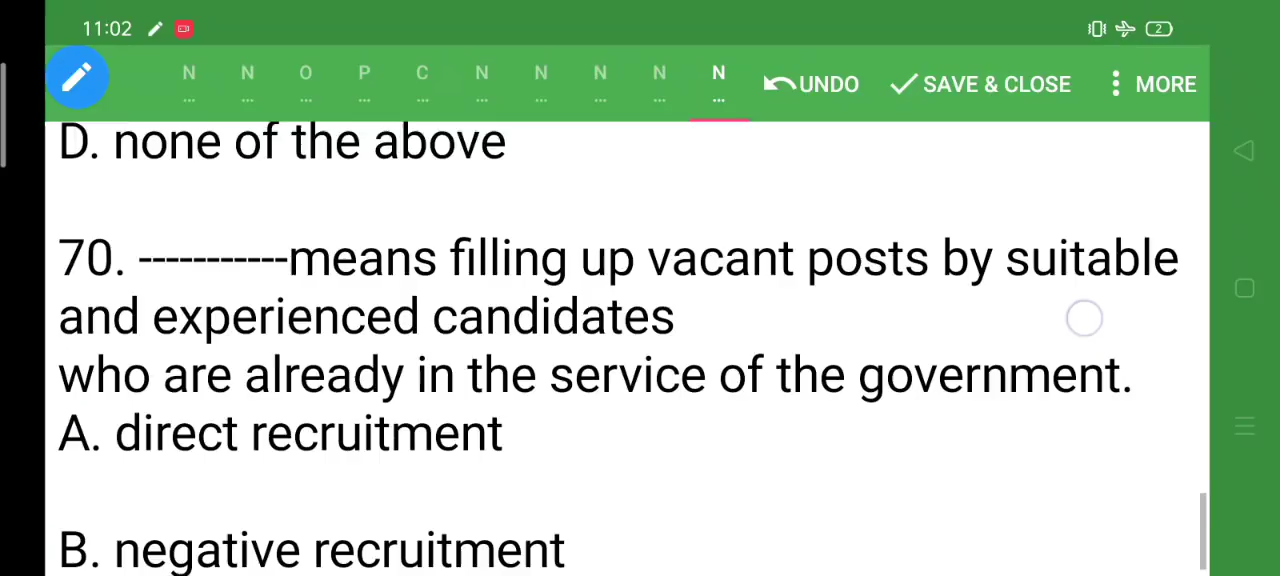 11:02
2
N N O P C N N N N N
... ... ... ... ... ... ... ... ... ...
UNDO
SAVE & CLOSE
MORE
D. none of the above
70. -----------means filling up vacant posts by suitable
and experienced candidates
who are already in the service of the government.
A. direct recruitment
B. negative recruitment